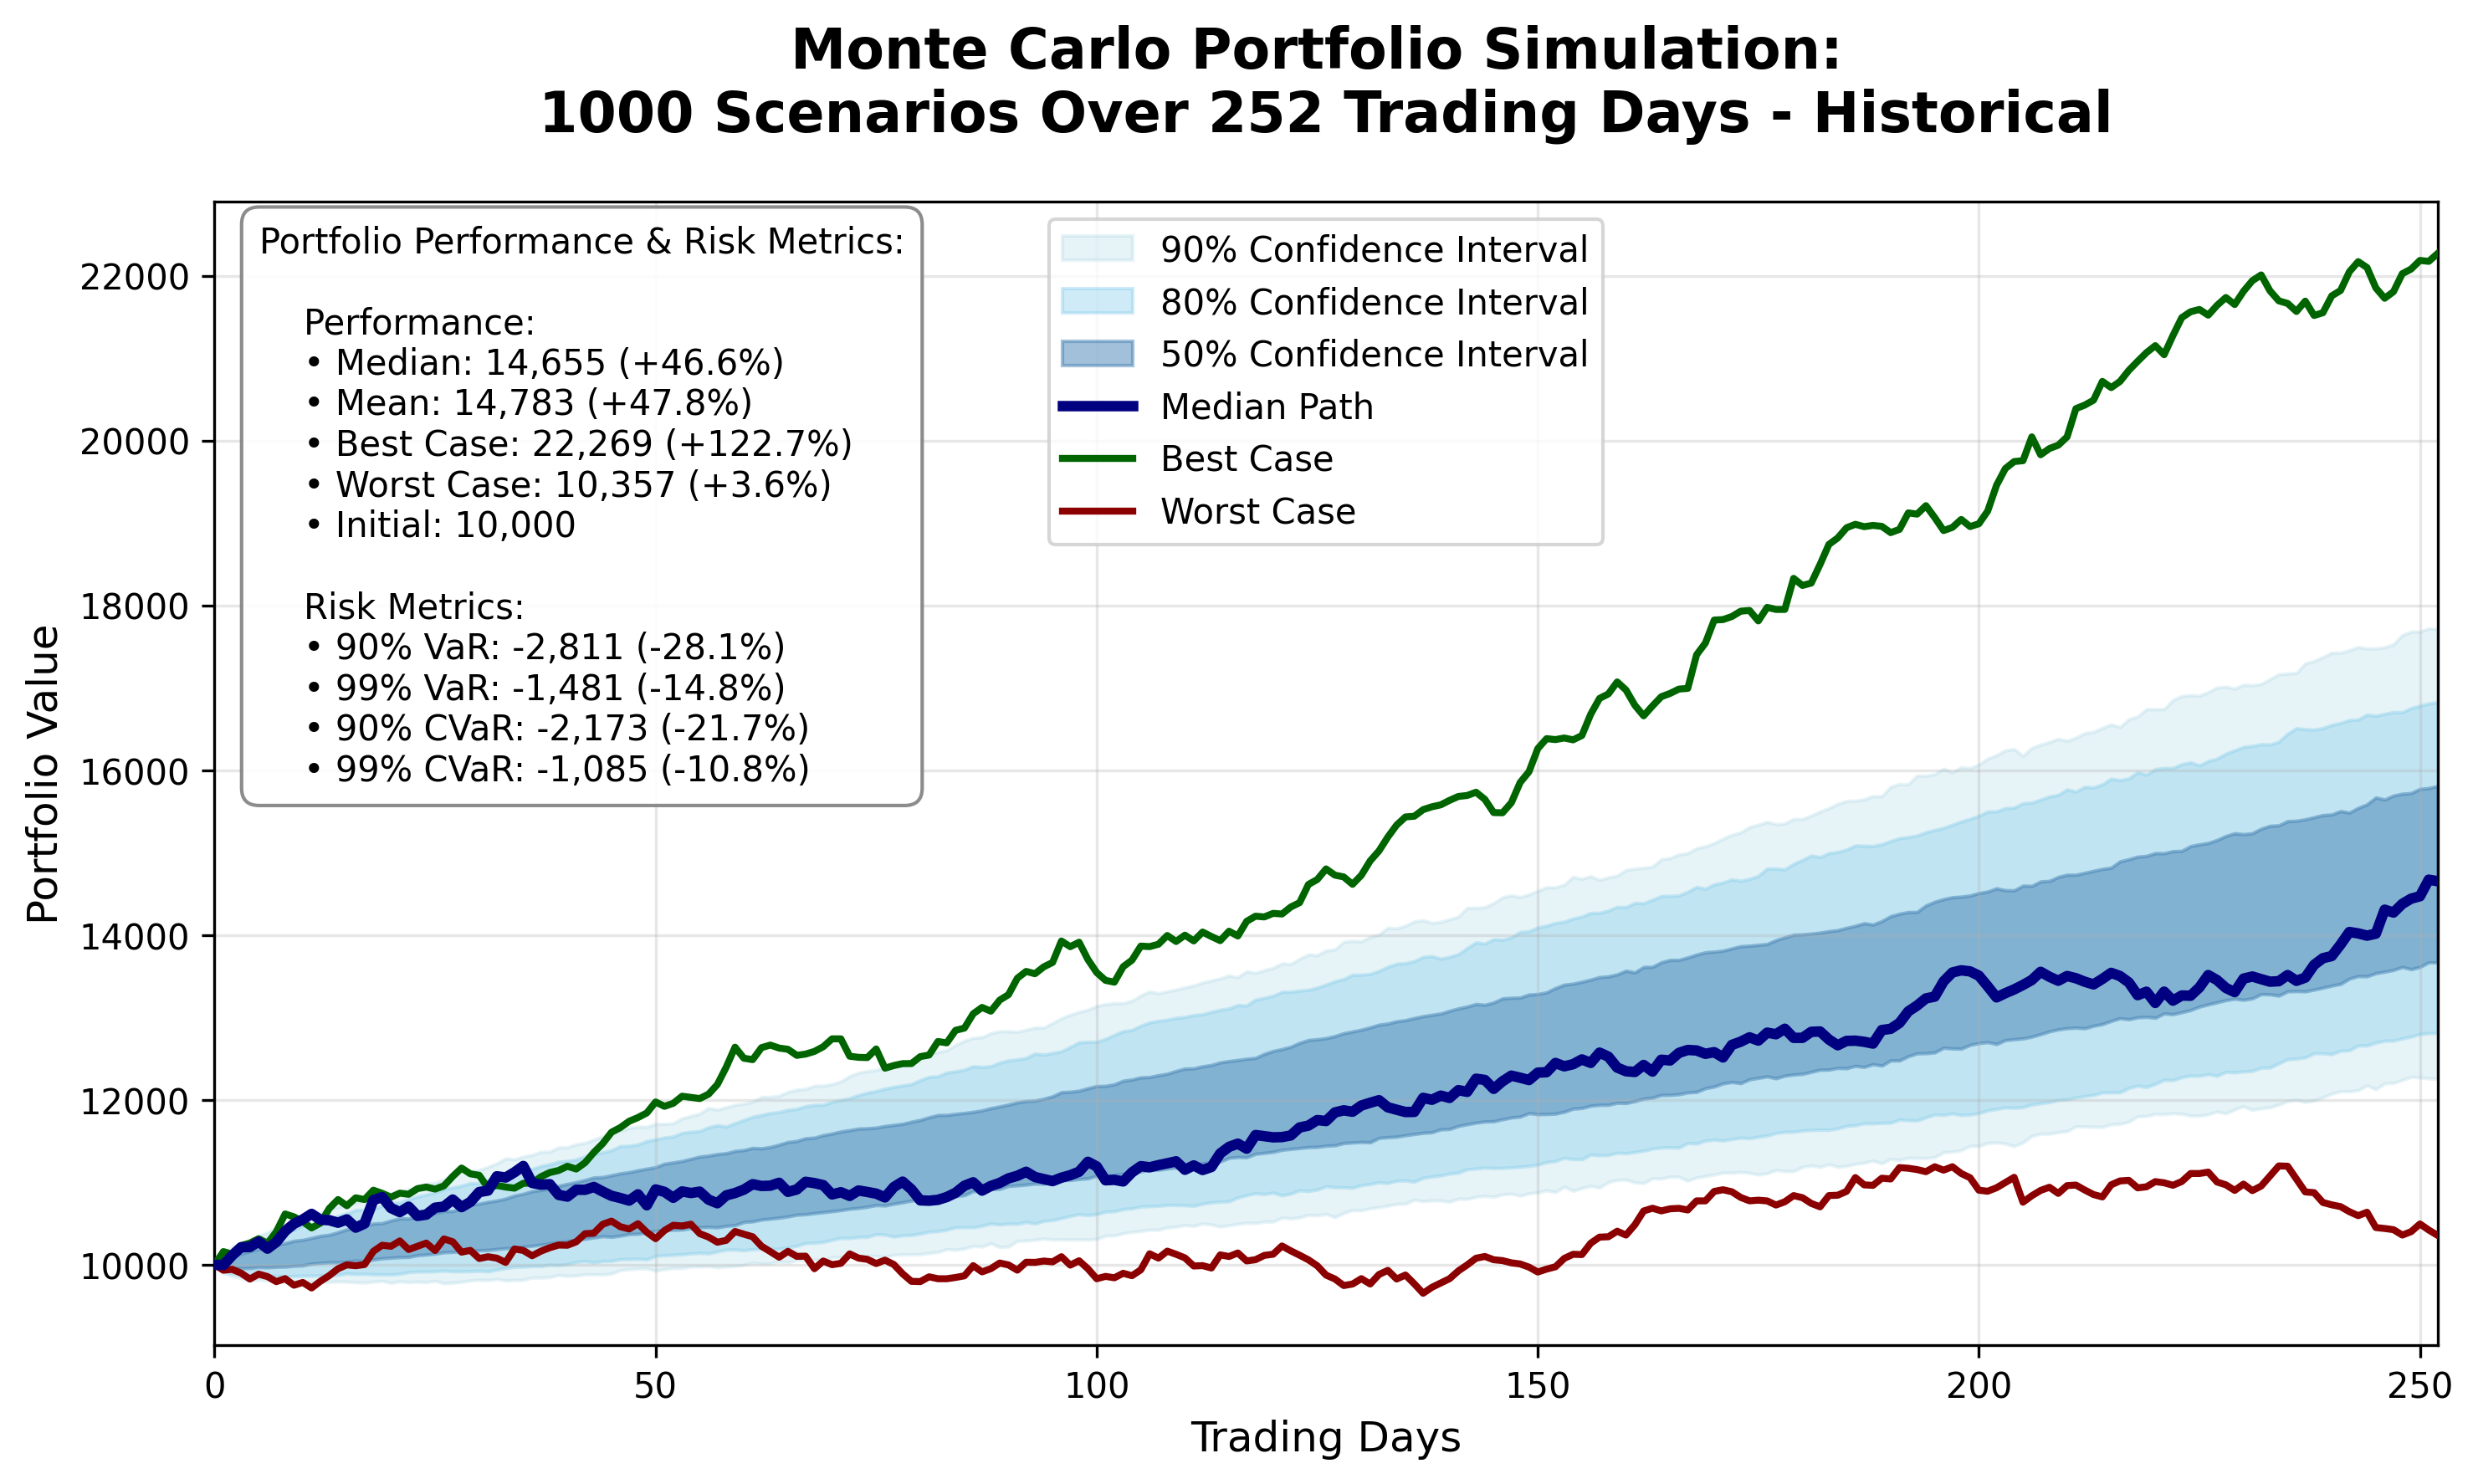 Monte Carlo Portfolio Simulation:
1000 Scenarios Over 252 Trading Days - Historical
Portfolio Performance & Risk Metrics:
Performance:
• Median: 14,655 (+46.6%)
• Mean: 14,783 (+47.8%)
• Best Case: 22,269 (+122.7%)
• Worst Case: 10,357 (+3.6%)
• Initial: 10,000
Risk Metrics:
• 90% VaR: -2,811 (-28.1%)
• 99% VaR: -1,481 (-14.8%)
• 90% CVaR: -2,173 (-21.7%)
• 99% CVaR: -1,085 (-10.8%)
90% Confidence Interval
80% Confidence Interval
50% Confidence Interval
Median Path
Best Case
Worst Case
Portfolio Value
22000
20000
18000
16000
14000
12000
10000
0
50
100
150
200
250
Trading Days